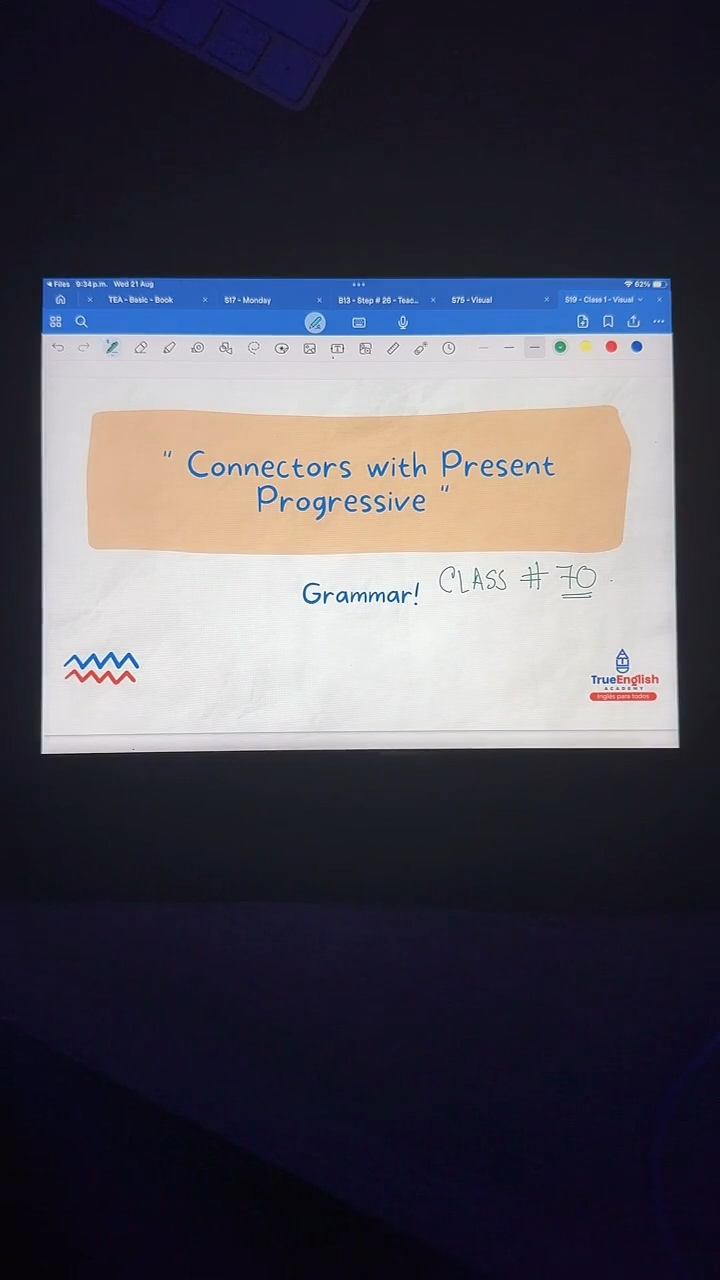 Files 9:34 p.m. Wed 21 Aug 62%
TEA - Basic - Book S17 - Monday B13 - Step # 26 - Teac... S75 - Visual S19 - Class 1 - Visual
" Connectors with Present
Progressive "
Grammar! CLASS # 70
TrueEnglish
ACADEMY
Inglés para todos